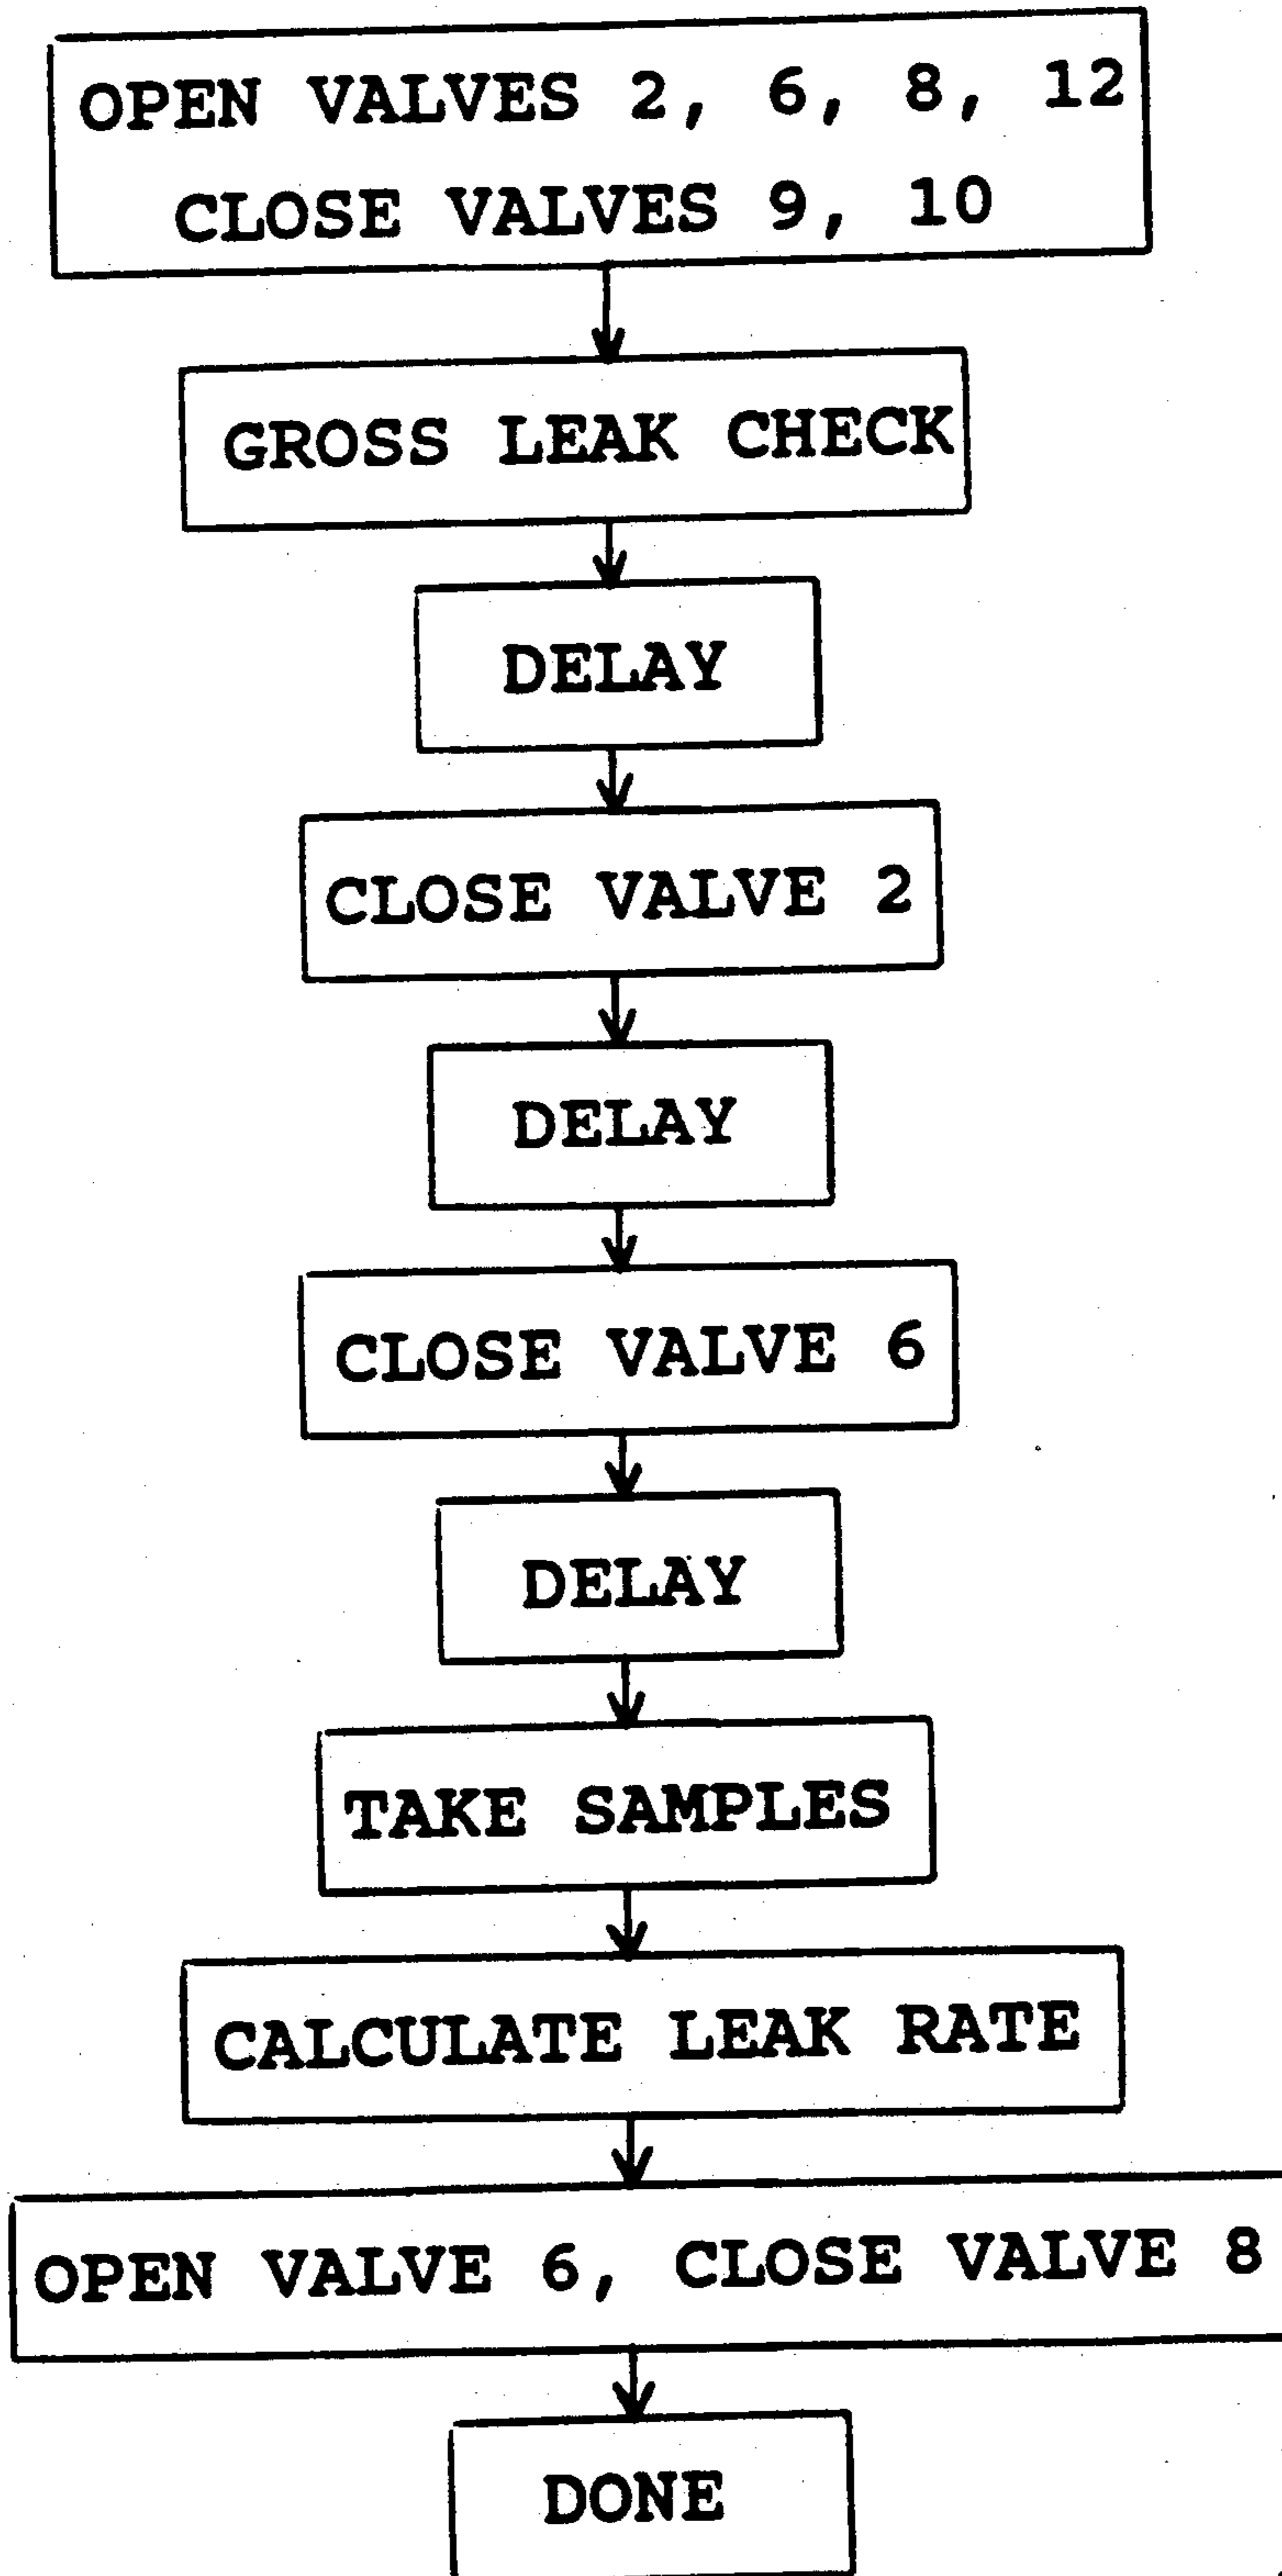 OPEN VALVES 2, 6, 8, 12
CLOSE VALVES 9, 10
GROSS LEAK CHECK
DELAY
CLOSE VALVE 2
DELAY
CLOSE VALVE 6
DELAY
TAKE SAMPLES
CALCULATE LEAK RATE
OPEN VALVE 6, CLOSE VALVE 8
DONE